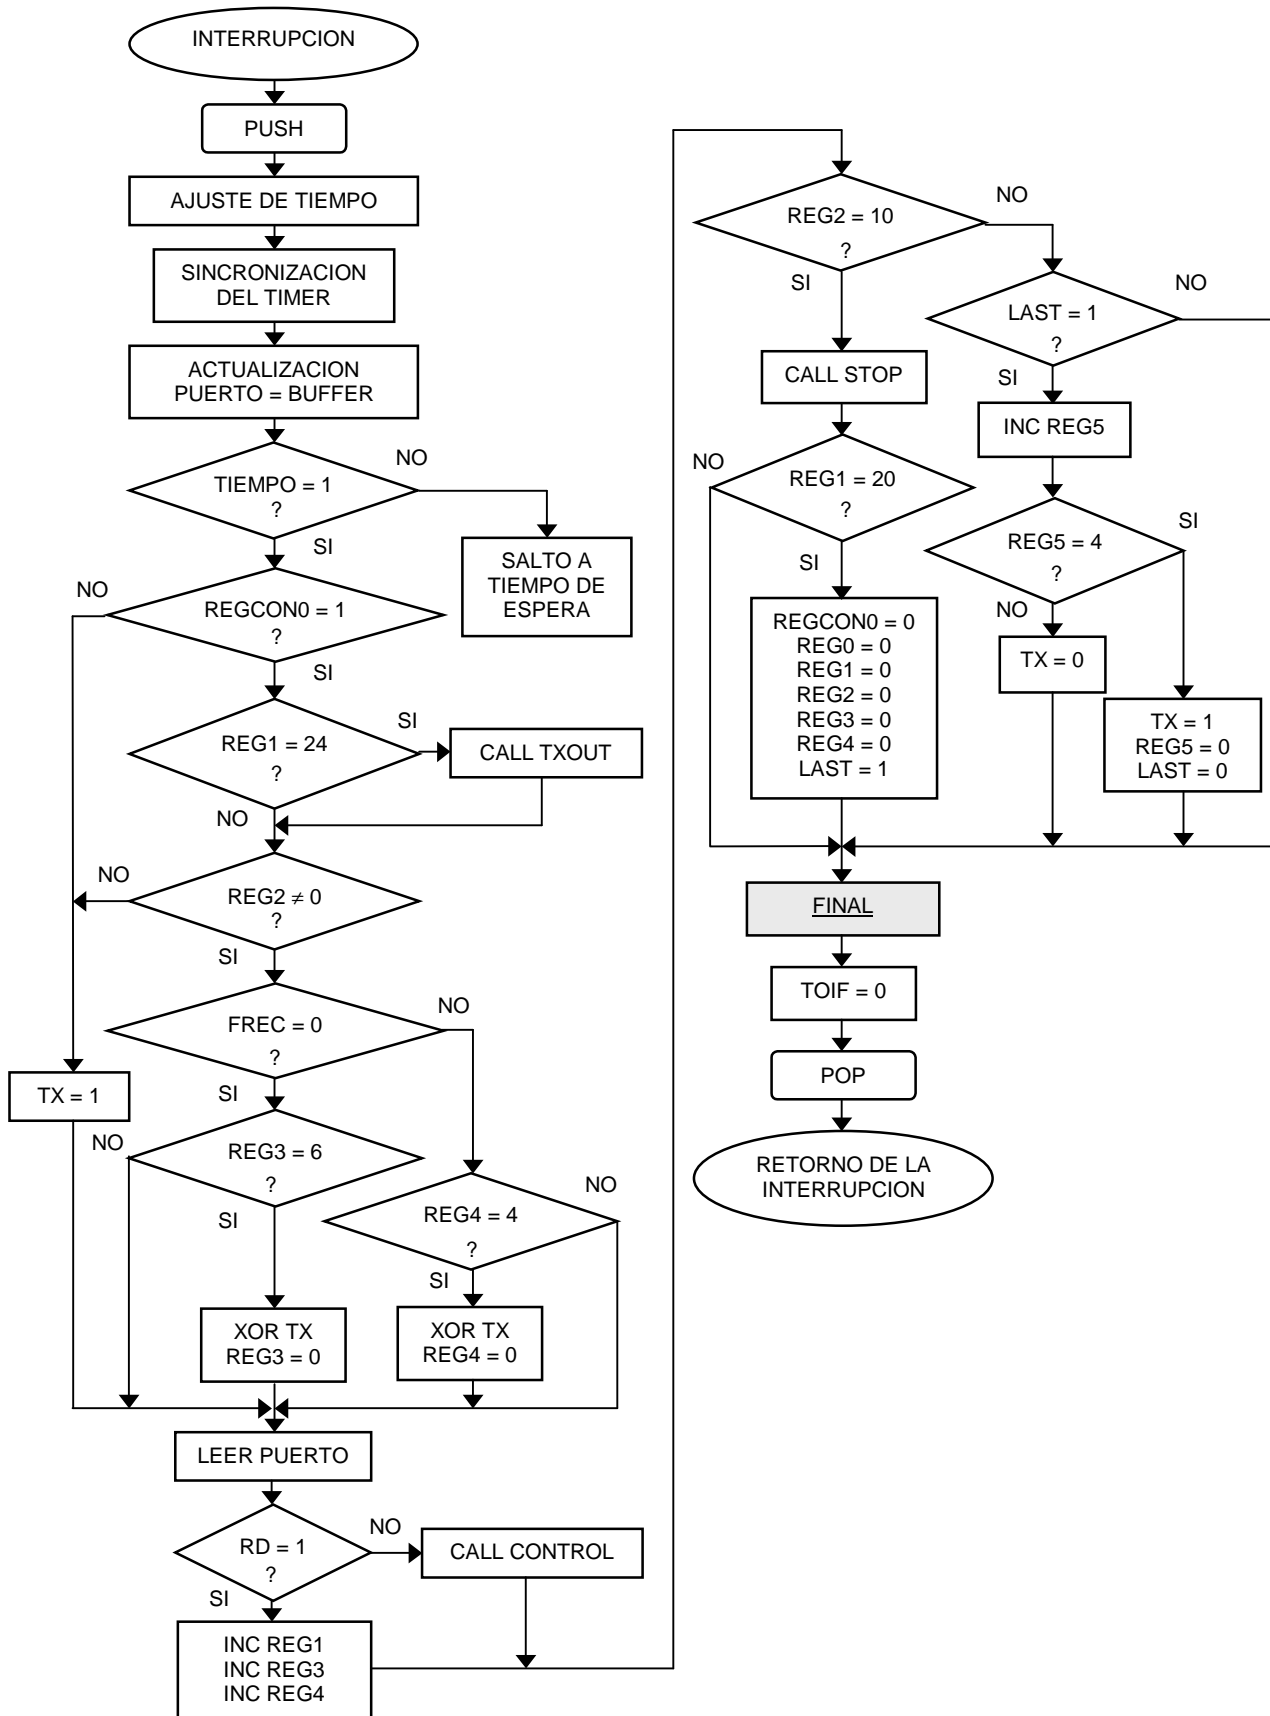 INTERRUPCION
PUSH
AJUSTE DE TIEMPO
SINCRONIZACION
DEL TIMER
ACTUALIZACION
PUERTO = BUFFER
TIEMPO = 1
?
NO
SI
SALTO A
TIEMPO DE
ESPERA
NO
REGCON0 = 1
?
SI
REG1 = 24
?
SI
CALL TXOUT
NO
NO
REG2 ≠ 0
?
SI
FREC = 0
?
NO
SI
TX = 1
NO
REG3 = 6
?
SI
REG4 = 4
?
NO
SI
XOR TX
REG3 = 0
XOR TX
REG4 = 0
LEER PUERTO
RD = 1
?
NO
CALL CONTROL
SI
INC REG1
INC REG3
INC REG4
REG2 = 10
?
NO
SI
LAST = 1
?
NO
SI
CALL STOP
INC REG5
NO
REG1 = 20
?
SI
REG5 = 4
?
SI
NO
REGCON0 = 0
REG0 = 0
REG1 = 0
REG2 = 0
REG3 = 0
REG4 = 0
LAST = 1
TX = 0
TX = 1
REG5 = 0
LAST = 0
FINAL
TOIF = 0
POP
RETORNO DE LA
INTERRUPCION